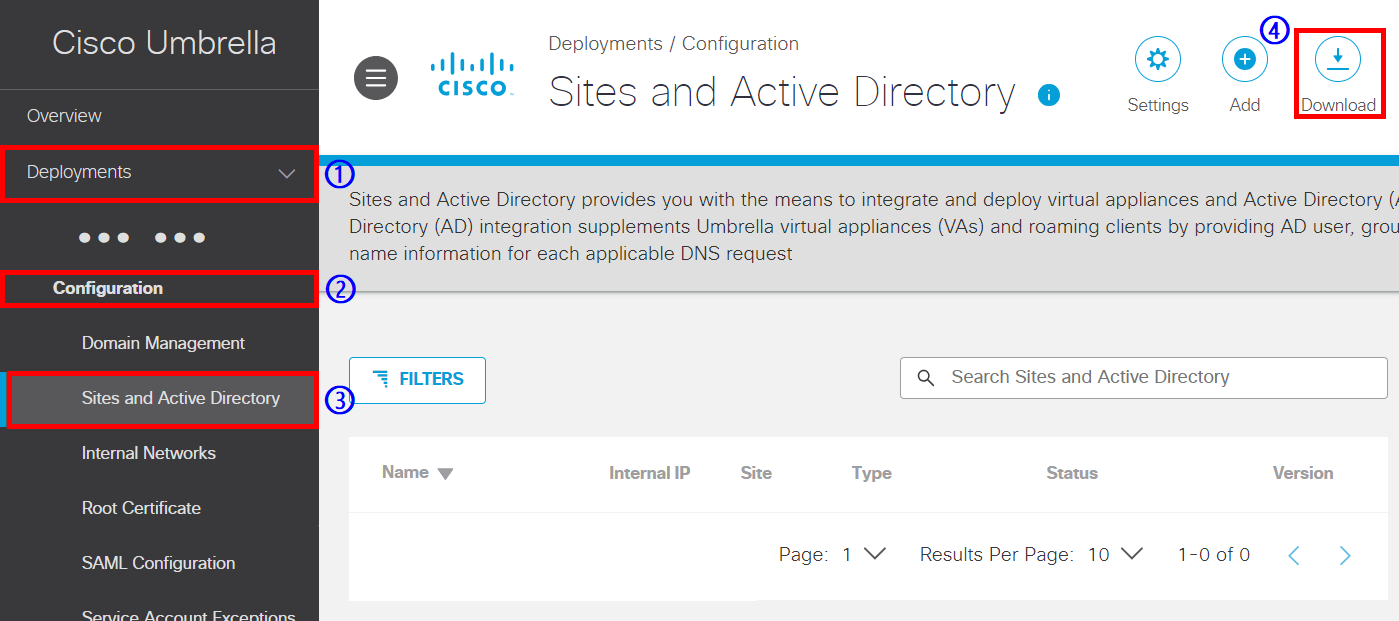 Cisco Umbrella
Overview
Deployments
①
Configuration
②
Domain Management
Sites and Active Directory
③
Internal Networks
Root Certificate
SAML Configuration
Service Account Exceptions
cisco
Deployments / Configuration
Sites and Active Directory
Settings
Add
④
Download
Sites and Active Directory provides you with the means to integrate and deploy virtual appliances and Active Directory (A
Directory (AD) integration supplements Umbrella virtual appliances (VAs) and roaming clients by providing AD user, grou
name information for each applicable DNS request
FILTERS
Search Sites and Active Directory
Name Internal IP Site Type Status Version
Page: 1 Results Per Page: 10 1-0 of 0